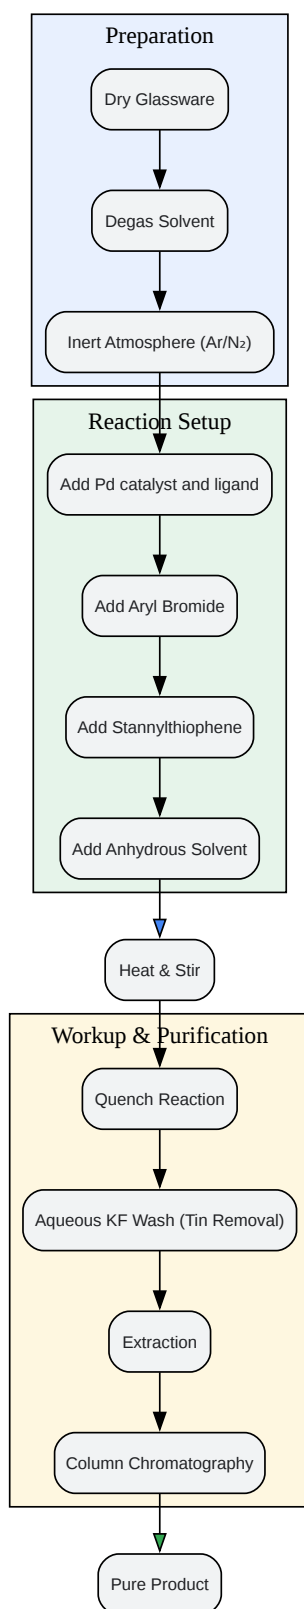 Preparation
Dry Glassware
Degas Solvent
Inert Atmosphere (Ar/N₂)
Reaction Setup
Add Pd catalyst and ligand
Add Aryl Bromide
Add Stannylthiophene
Add Anhydrous Solvent
Heat & Stir
Workup & Purification
Quench Reaction
Aqueous KF Wash (Tin Removal)
Extraction
Column Chromatography
Pure Product